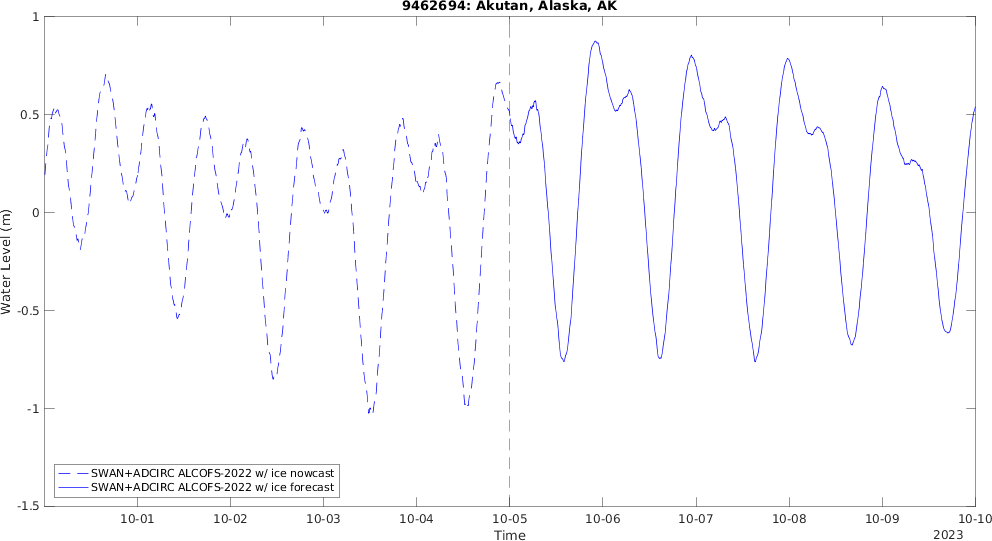 9462694: Akutan, Alaska, AK
1
0.5
0
-0.5
-1
-1.5
Water Level (m)
SWAN+ADCIRC ALCOFS-2022 w/ ice nowcast
SWAN+ADCIRC ALCOFS-2022 w/ ice forecast
10-01 10-02 10-03 10-04 10-05 10-06 10-07 10-08 10-09 10-10
Time
2023